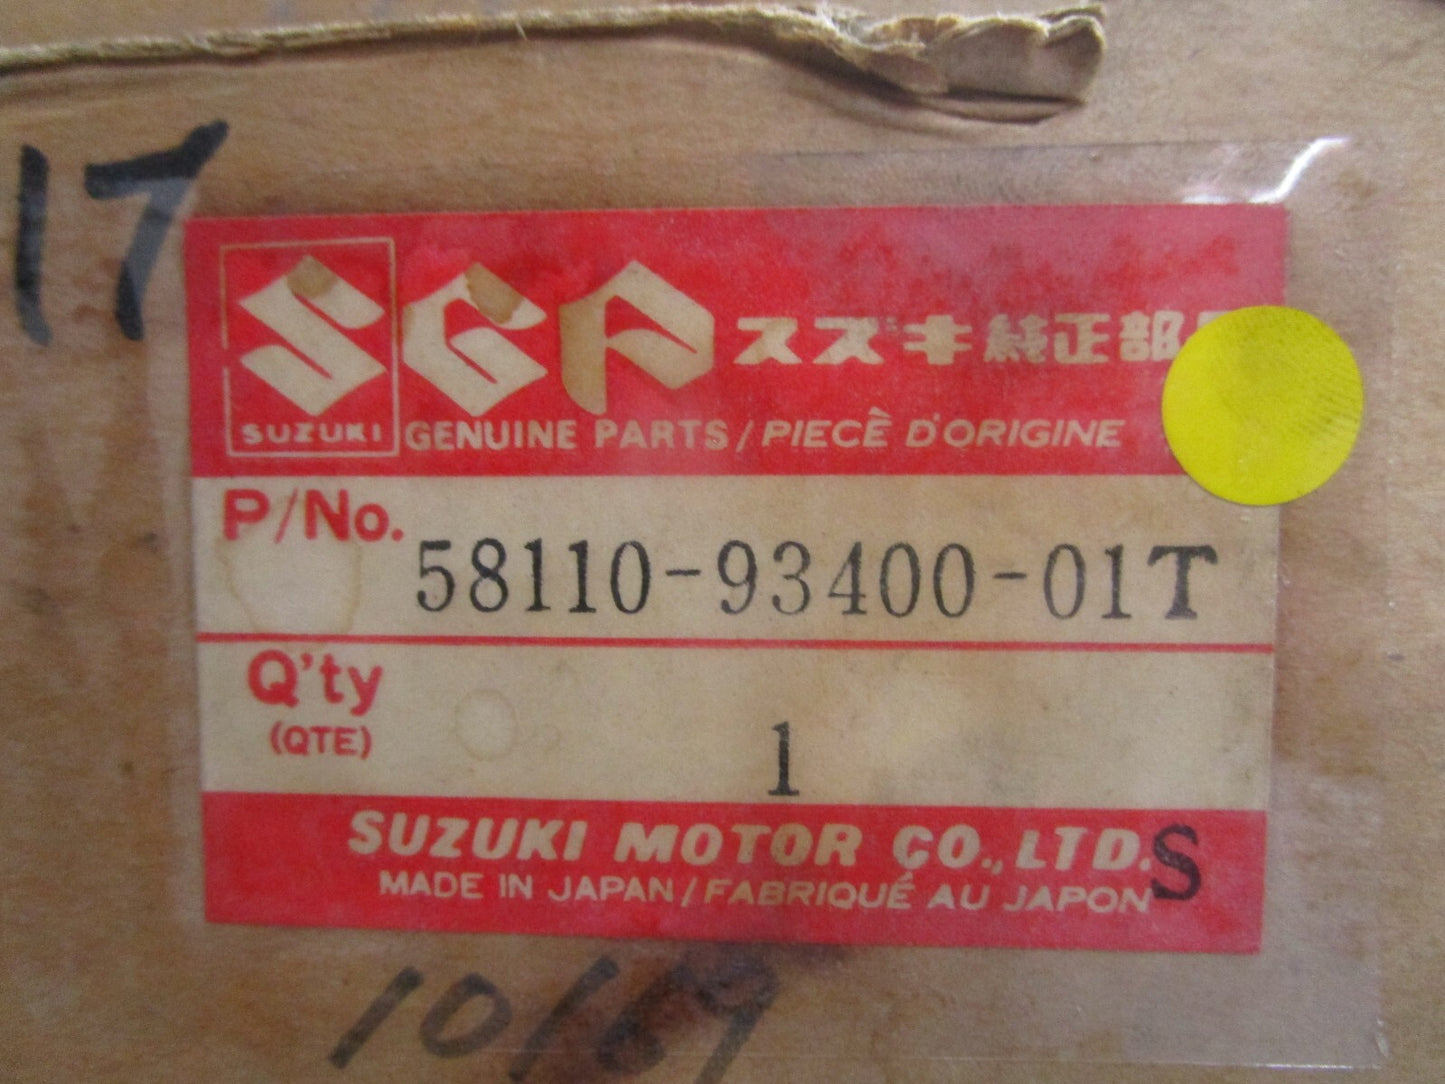 17
SGP スズキ純正部
SUZUKI GENUINE PARTS/PIECÈ D'ORIGINE
P/No. 58110-93400-01T
Q'ty
(QTE)
1
SUZUKI MOTOR CO., LTD.
MADE IN JAPAN/FABRIQUÉ AU JAPON
S